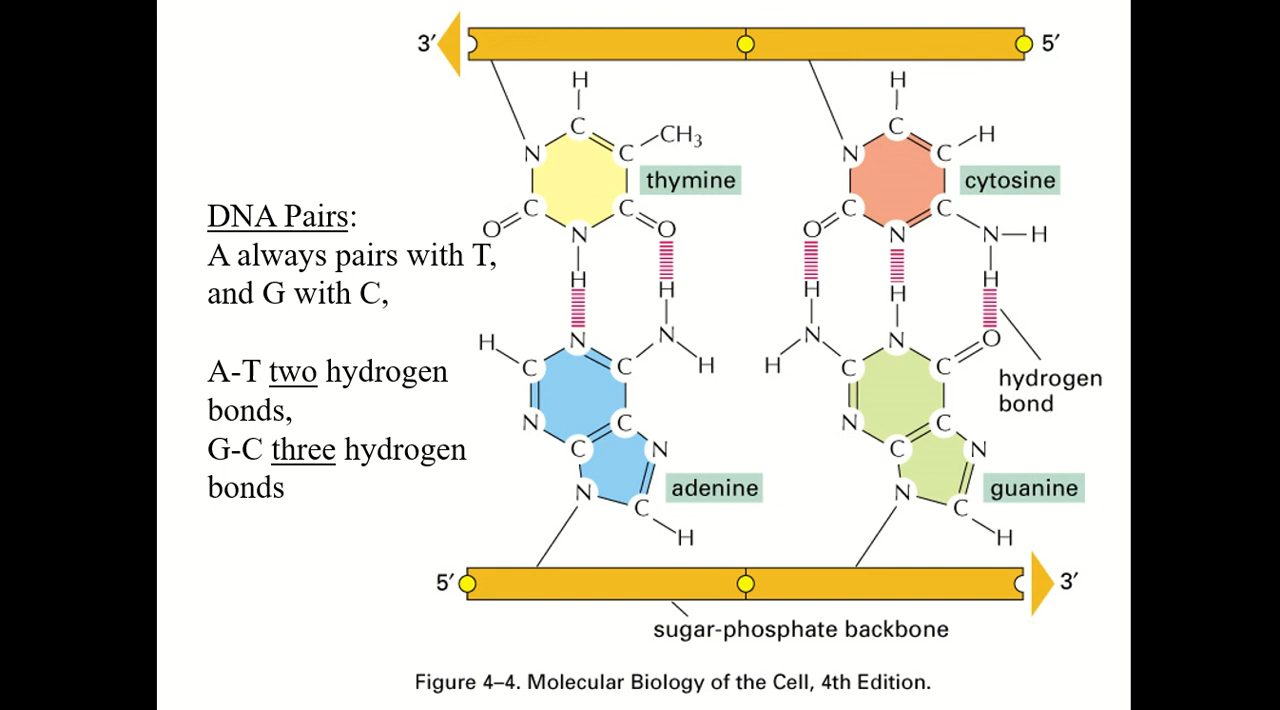 3′
5′
H
H
C
CH3
C
H
N
C
N
C
thymine
cytosine
C
C
C
C
O
N
O
O
N
N
H
DNA Pairs:
A always pairs with T,
and G with C,
H
H
H
H
H
H
N
N
H
N
N
O
C
C
H
H
C
C
hydrogen
bond
A-T two hydrogen
bonds,
G-C three hydrogen
bonds
N
C
N
C
C
N
C
N
adenine
guanine
N
C
N
C
H
H
5′
3′
sugar-phosphate backbone
Figure 4–4. Molecular Biology of the Cell, 4th Edition.